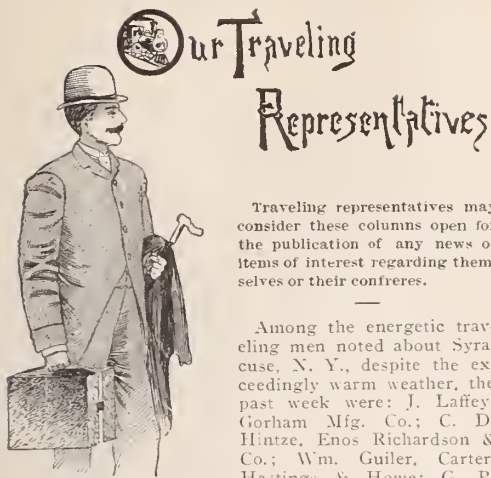 Our Traveling
Representatives
Traveling representatives may
consider these columns open for
the publication of any news o
items of interest regarding them
selves or their confreres.
Among the energetic trav-
eling men noted about Syra-
cuse, N. Y., despite the ex-
ceedingly warm weather, the
past week were: J. Laffey,
Gorham Mfg. Co.; C. D.
Hintze, Enos Richardson &
Co.; Wm. Guiler, Carter,
Hastings & Howe; G. P.